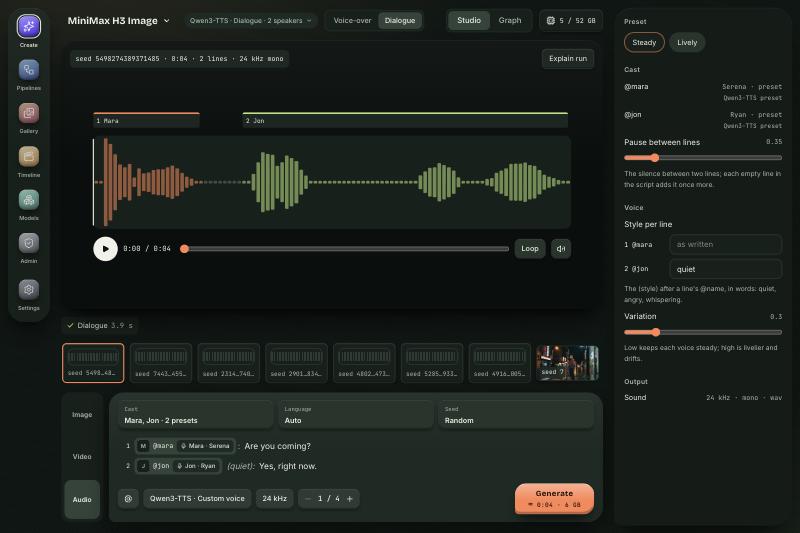 Create
Pipelines
Gallery
Timeline
Models
Admin
Settings
MiniMax H3 Image
Qwen3-TTS · Dialogue · 2 speakers
Voice-over
Dialogue
Studio
Graph
5 / 52 GB
seed 5498274389371485 · 0:04 · 2 lines · 24 kHz mono
Explain run
1 Mara
2 Jon
0:00 / 0:04
Loop
Dialogue 3.9 s
seed 5498…48…
seed 7443…455…
seed 2314…740…
seed 2901…834…
seed 4802…473…
seed 5285…933…
seed 4916…805…
seed 7
Image
Video
Audio
Cast
Mara, Jon · 2 presets
Language
Auto
Seed
Random
1 M @mara Mara · Serena : Are you coming?
2 J @jon Jon · Ryan (quiet): Yes, right now.
@ Qwen3-TTS · Custom voice 24 kHz − 1 / 4 +
Generate
≈ 0:04 · 6 GB
Preset
Steady
Lively
Cast
@mara Serena · preset
Qwen3-TTS preset
@jon Ryan · preset
Qwen3-TTS preset
Pause between lines 0.35
The silence between two lines; each empty line in
the script adds it once more.
Voice
Style per line
1 @mara as written
2 @jon quiet
The (style) after a line's @name, in words: quiet,
angry, whispering.
Variation 0.3
Low keeps each voice steady; high is livelier and
drifts.
Output
Sound 24 kHz · mono · wav